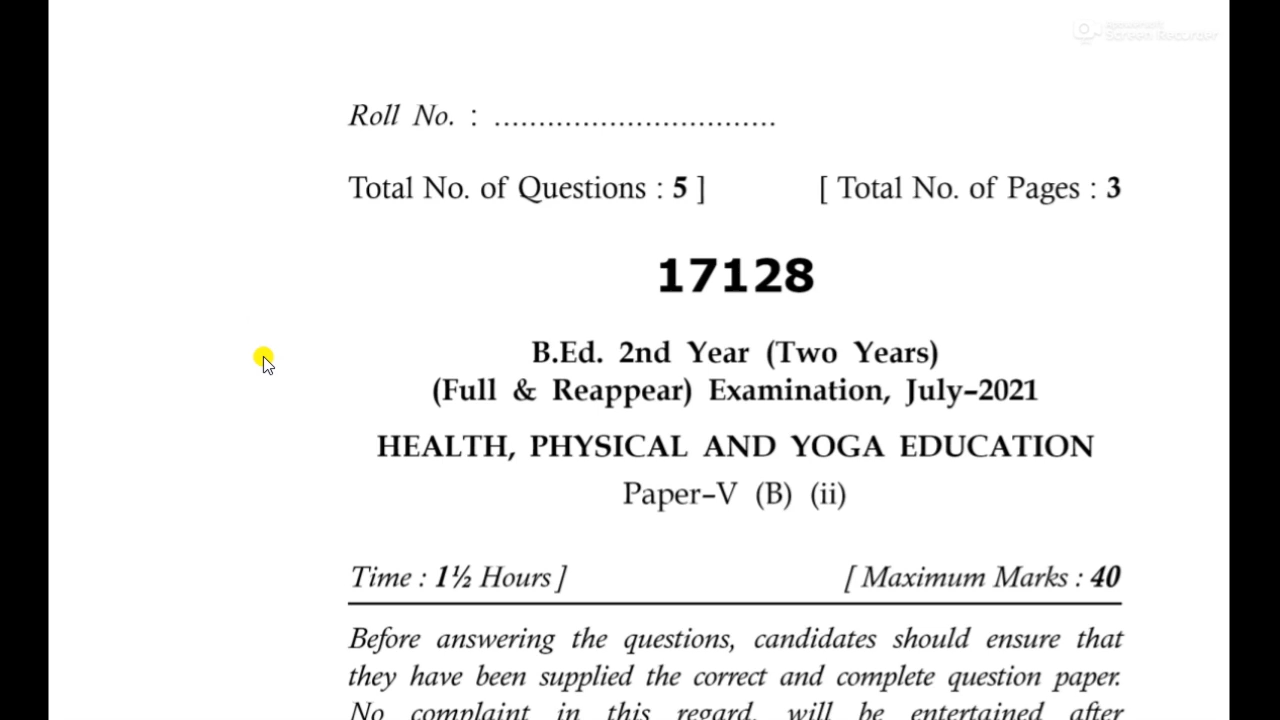 Apowersoft
Screen Recorder
Roll No. : ................................
Total No. of Questions : 5 ] [ Total No. of Pages : 3
17128
B.Ed. 2nd Year (Two Years)
(Full & Reappear) Examination, July–2021
HEALTH, PHYSICAL AND YOGA EDUCATION
Paper–V (B) (ii)
Time : 1½ Hours ] [ Maximum Marks : 40
Before answering the questions, candidates should ensure that
they have been supplied the correct and complete question paper.
No complaint in this regard, will be entertained after